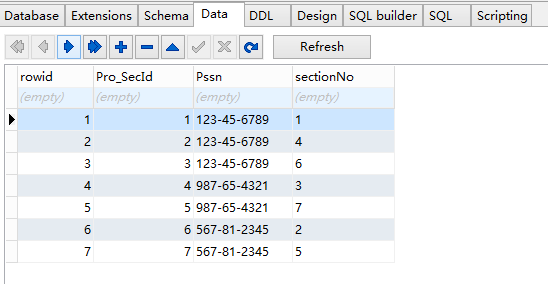 Database Extensions Schema Data DDL Design SQL builder SQL Scripting
Refresh
rowid Pro_SecId Pssn sectionNo
(empty) (empty) (empty) (empty)
1 1 123-45-6789 1
2 2 123-45-6789 4
3 3 123-45-6789 6
4 4 987-65-4321 3
5 5 987-65-4321 7
6 6 567-81-2345 2
7 7 567-81-2345 5